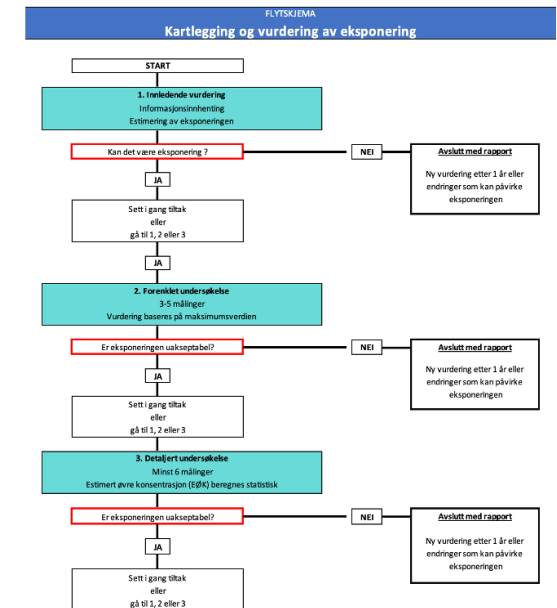 FLYTSKJEMA
Kartlegging og vurdering av eksponering
START
1. Innledende vurdering
Informasjonsinnhenting
Estimering av eksponeringen
Kan det være eksponering ?
NEI
Avslutt med rapport
Ny vurdering etter 1 år eller
endringer som kan påvirke
eksponeringen
JA
Sett i gang tiltak
eller
gå til 1, 2 eller 3
JA
2. Forenklet undersøkelse
3-5 målinger
Vurdering baseres på maksimumsverdien
Er eksponeringen uakseptabel?
NEI
Avslutt med rapport
Ny vurdering etter 1 år eller
endringer som kan påvirke
eksponeringen
JA
Sett i gang tiltak
eller
gå til 1, 2 eller 3
3. Detaljert undersøkelse
Minst 6 målinger
Estimert øvre konsentrasjon (EØK) beregnes statistisk
Er eksponeringen uakseptabel?
NEI
Avslutt med rapport
Ny vurdering etter 1 år eller
endringer som kan påvirke
eksponeringen
JA
Sett i gang tiltak
eller
gå til 1, 2 eller 3